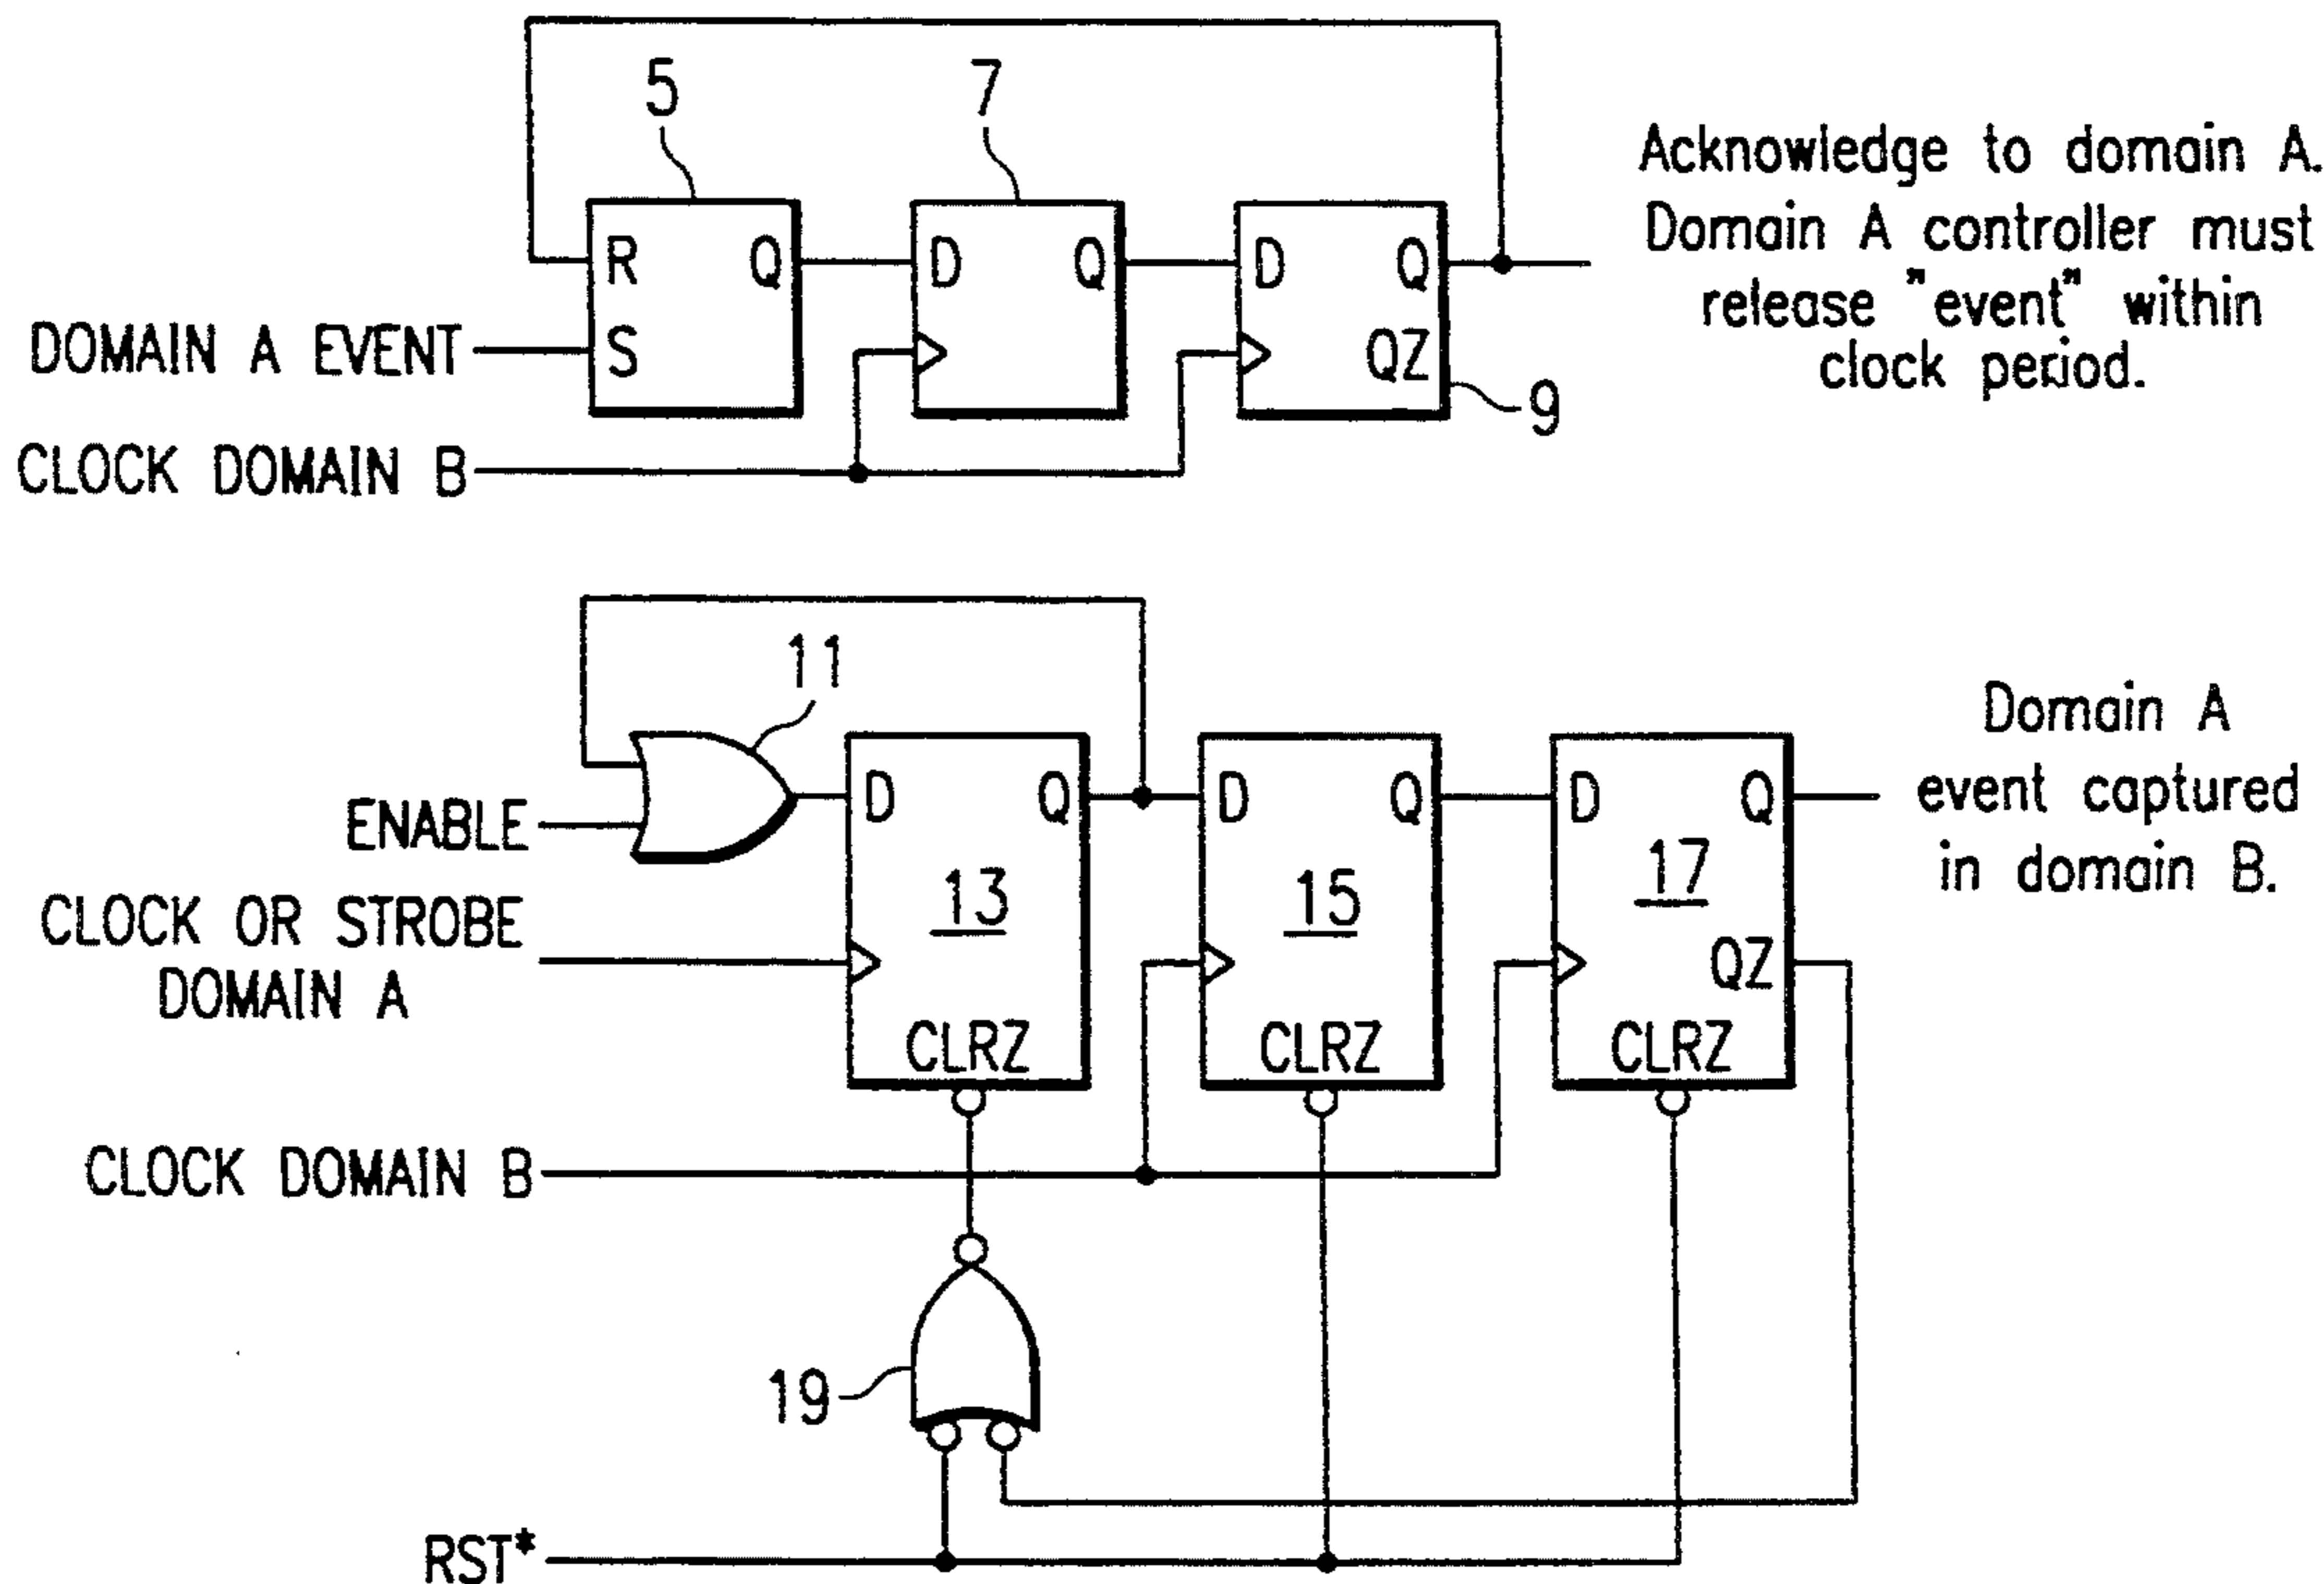 5
7
Acknowledge to domain A.
Domain A controller must
release "event" within
clock period.
R
Q
D
Q
D
Q
DOMAIN A EVENT
S
QZ
9
CLOCK DOMAIN B
11
Domain A
event captured
in domain B.
D
Q
D
Q
D
Q
ENABLE
13
15
17
CLOCK OR STROBE
DOMAIN A
QZ
CLRZ
CLRZ
CLRZ
CLOCK DOMAIN B
19
RST*